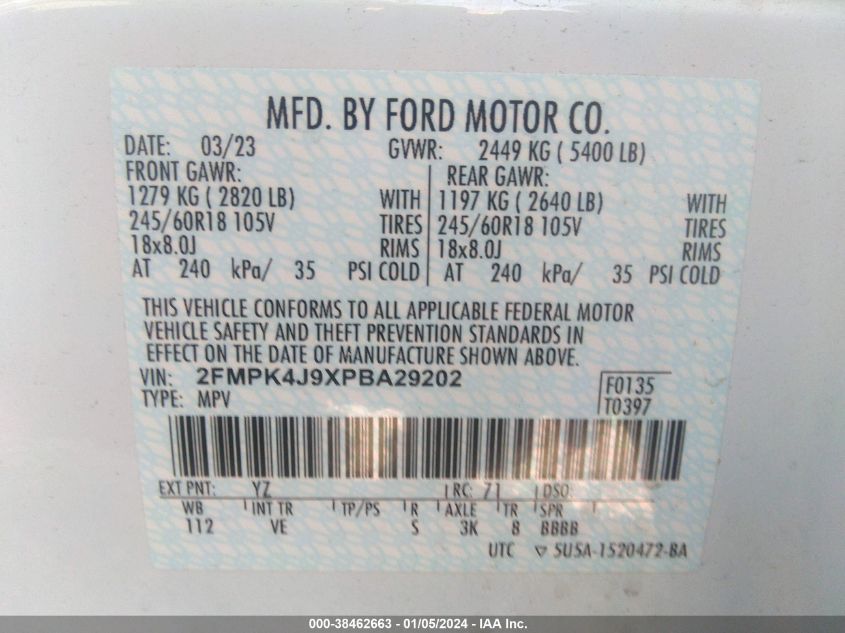 MFD. BY FORD MOTOR CO.
DATE: 03/23 GVWR: 2449 KG ( 5400 LB)
FRONT GAWR: REAR GAWR:
1279 KG ( 2820 LB) WITH 1197 KG ( 2640 LB) WITH
245/60R18 105V TIRES 245/60R18 105V TIRES
18x8.0J RIMS 18x8.0J RIMS
AT 240 kPa/ 35 PSI COLD AT 240 kPa/ 35 PSI COLD
THIS VEHICLE CONFORMS TO ALL APPLICABLE FEDERAL MOTOR
VEHICLE SAFETY AND THEFT PREVENTION STANDARDS IN
EFFECT ON THE DATE OF MANUFACTURE SHOWN ABOVE.
VIN: 2FMPK4J9XPBA29202 F0135
TYPE: MPV T0397
EXT PNT: YZ RC: 71 DSO:
WB INT TR TP/PS R AXLE TR SPR
112 VE S 3K 8 BBBB
UTC ▽ 5U5A-1520472-BA
000-38462663 - 01/05/2024 - IAA Inc.